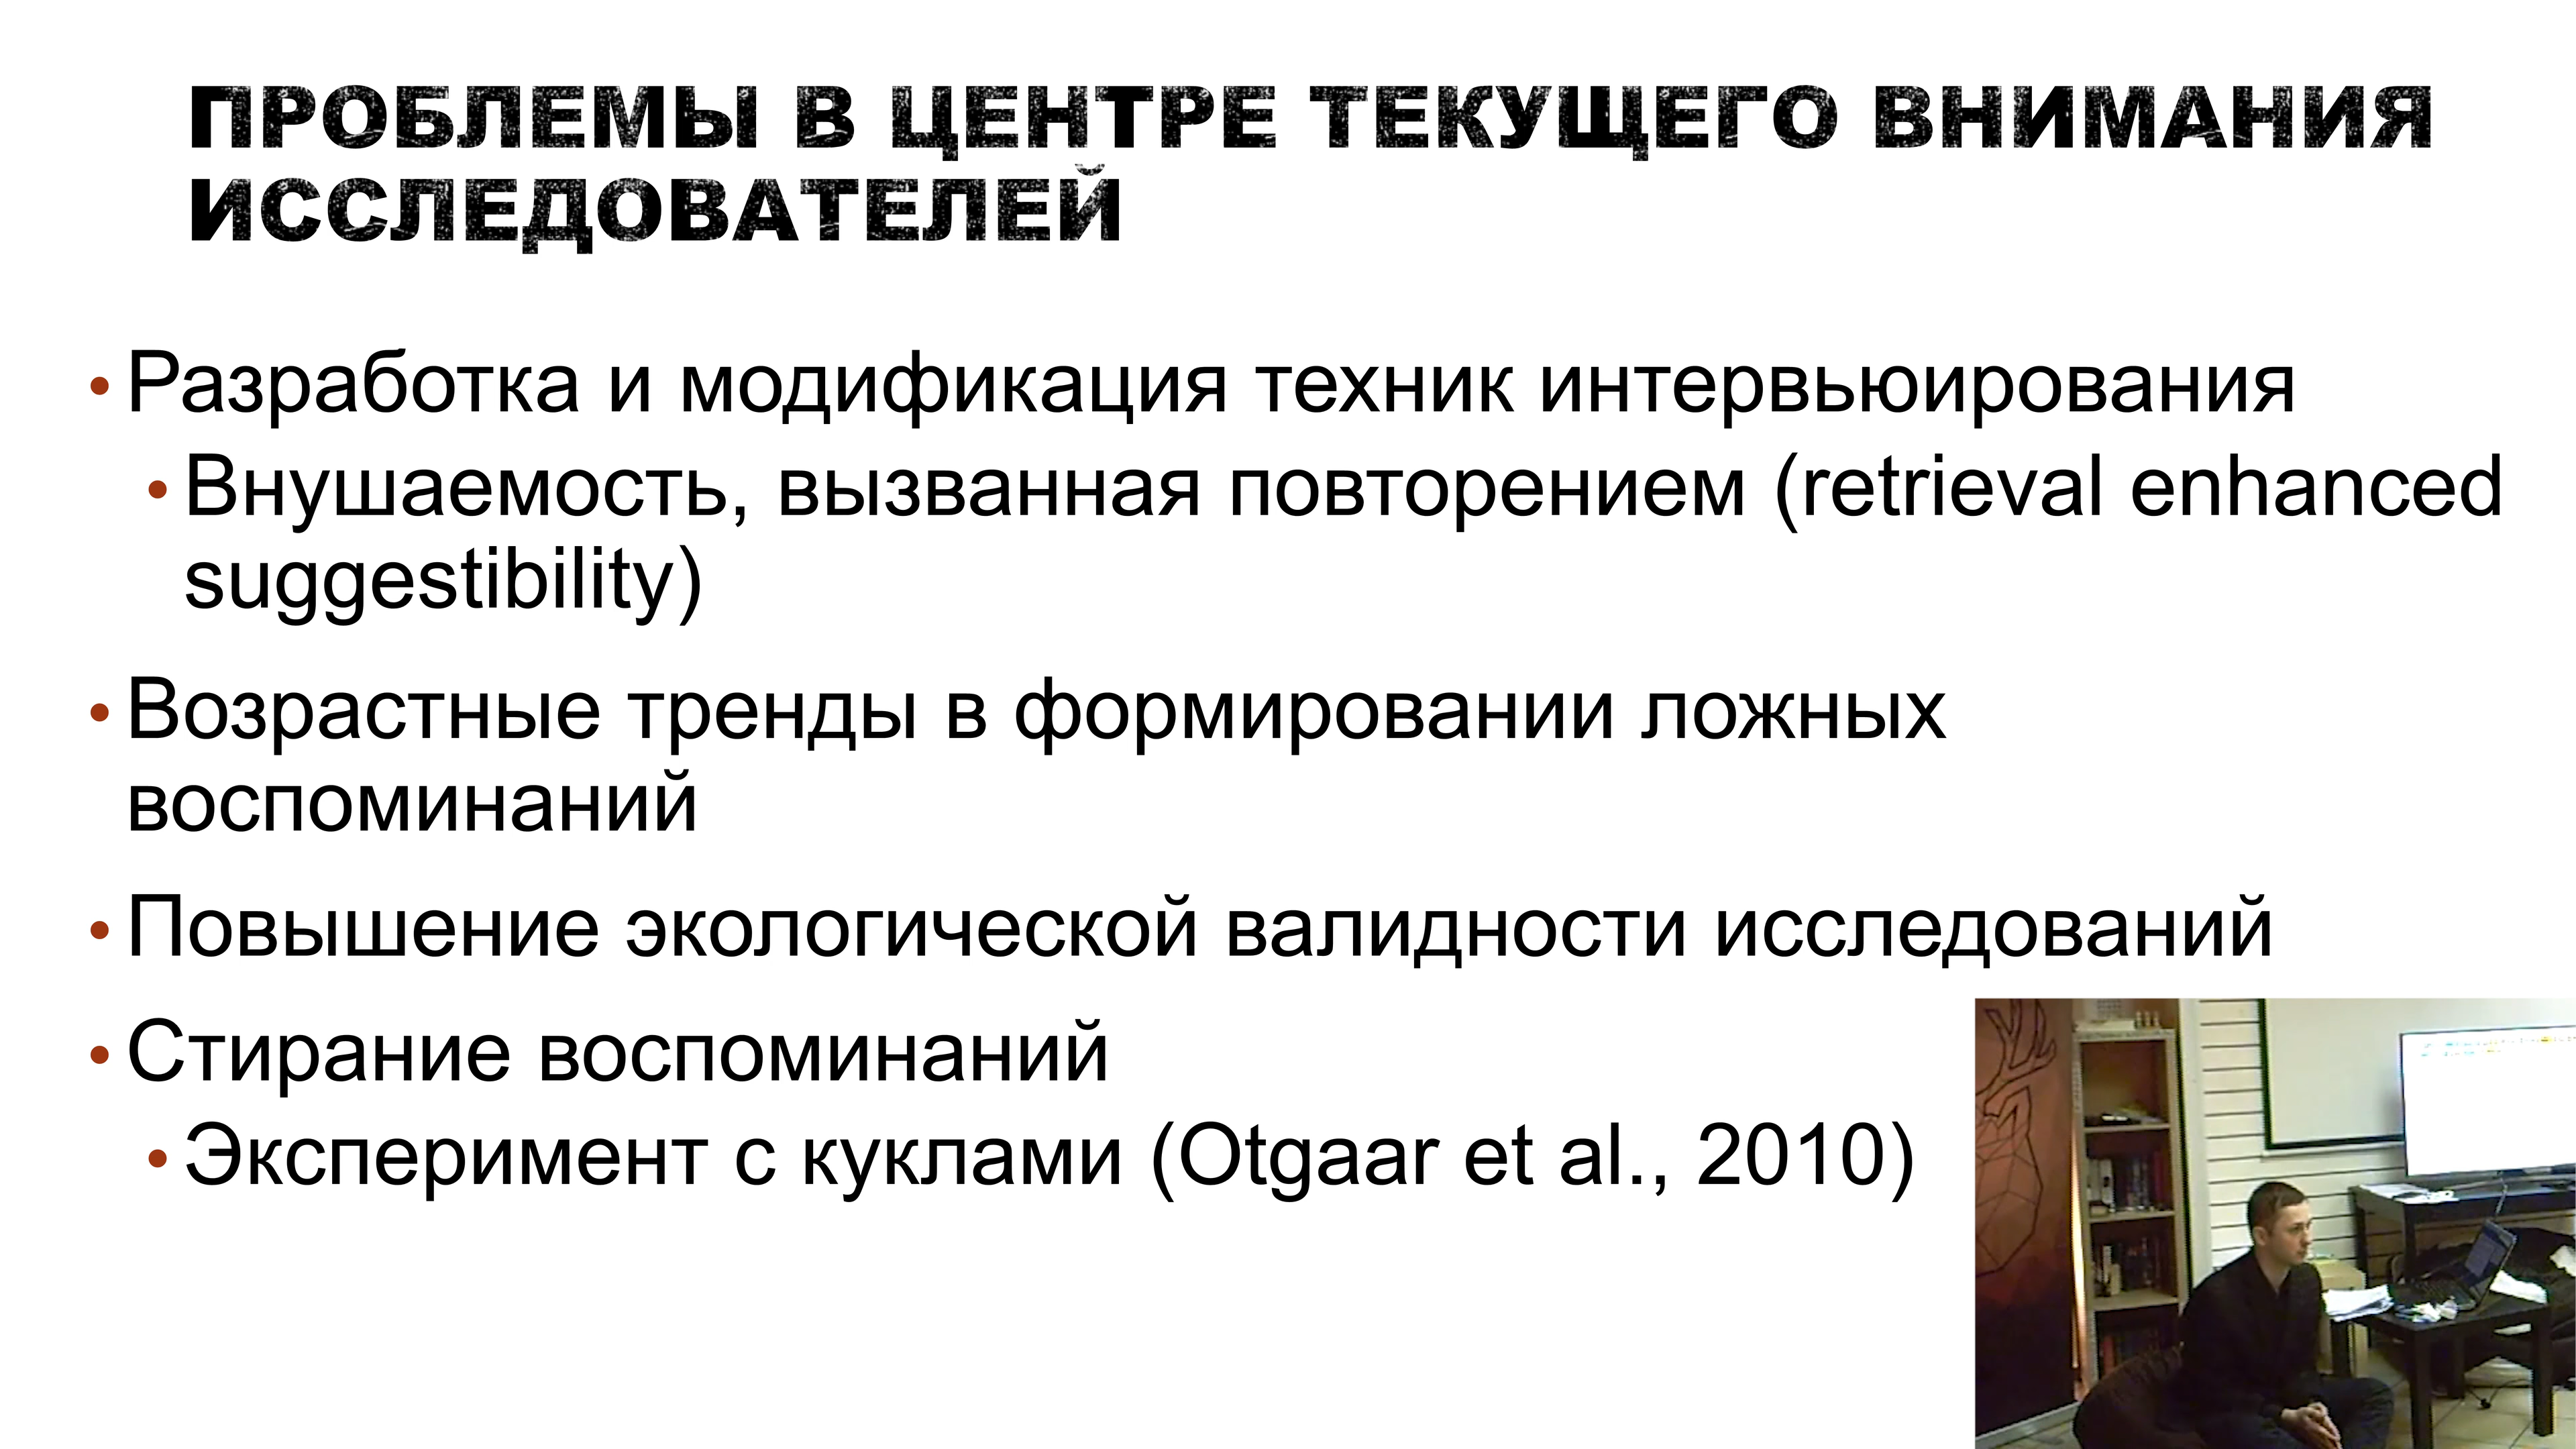 ПРОБЛЕМЫ В ЦЕНТРЕ ТЕКУЩЕГО ВНИМАНИЯ
ИССЛЕДОВАТЕЛЕЙ
• Разработка и модификация техник интервьюирования
• Внушаемость, вызванная повторением (retrieval enhanced
suggestibility)
• Возрастные тренды в формировании ложных
воспоминаний
• Повышение экологической валидности исследований
• Стирание воспоминаний
• Эксперимент с куклами (Otgaar et al., 2010)